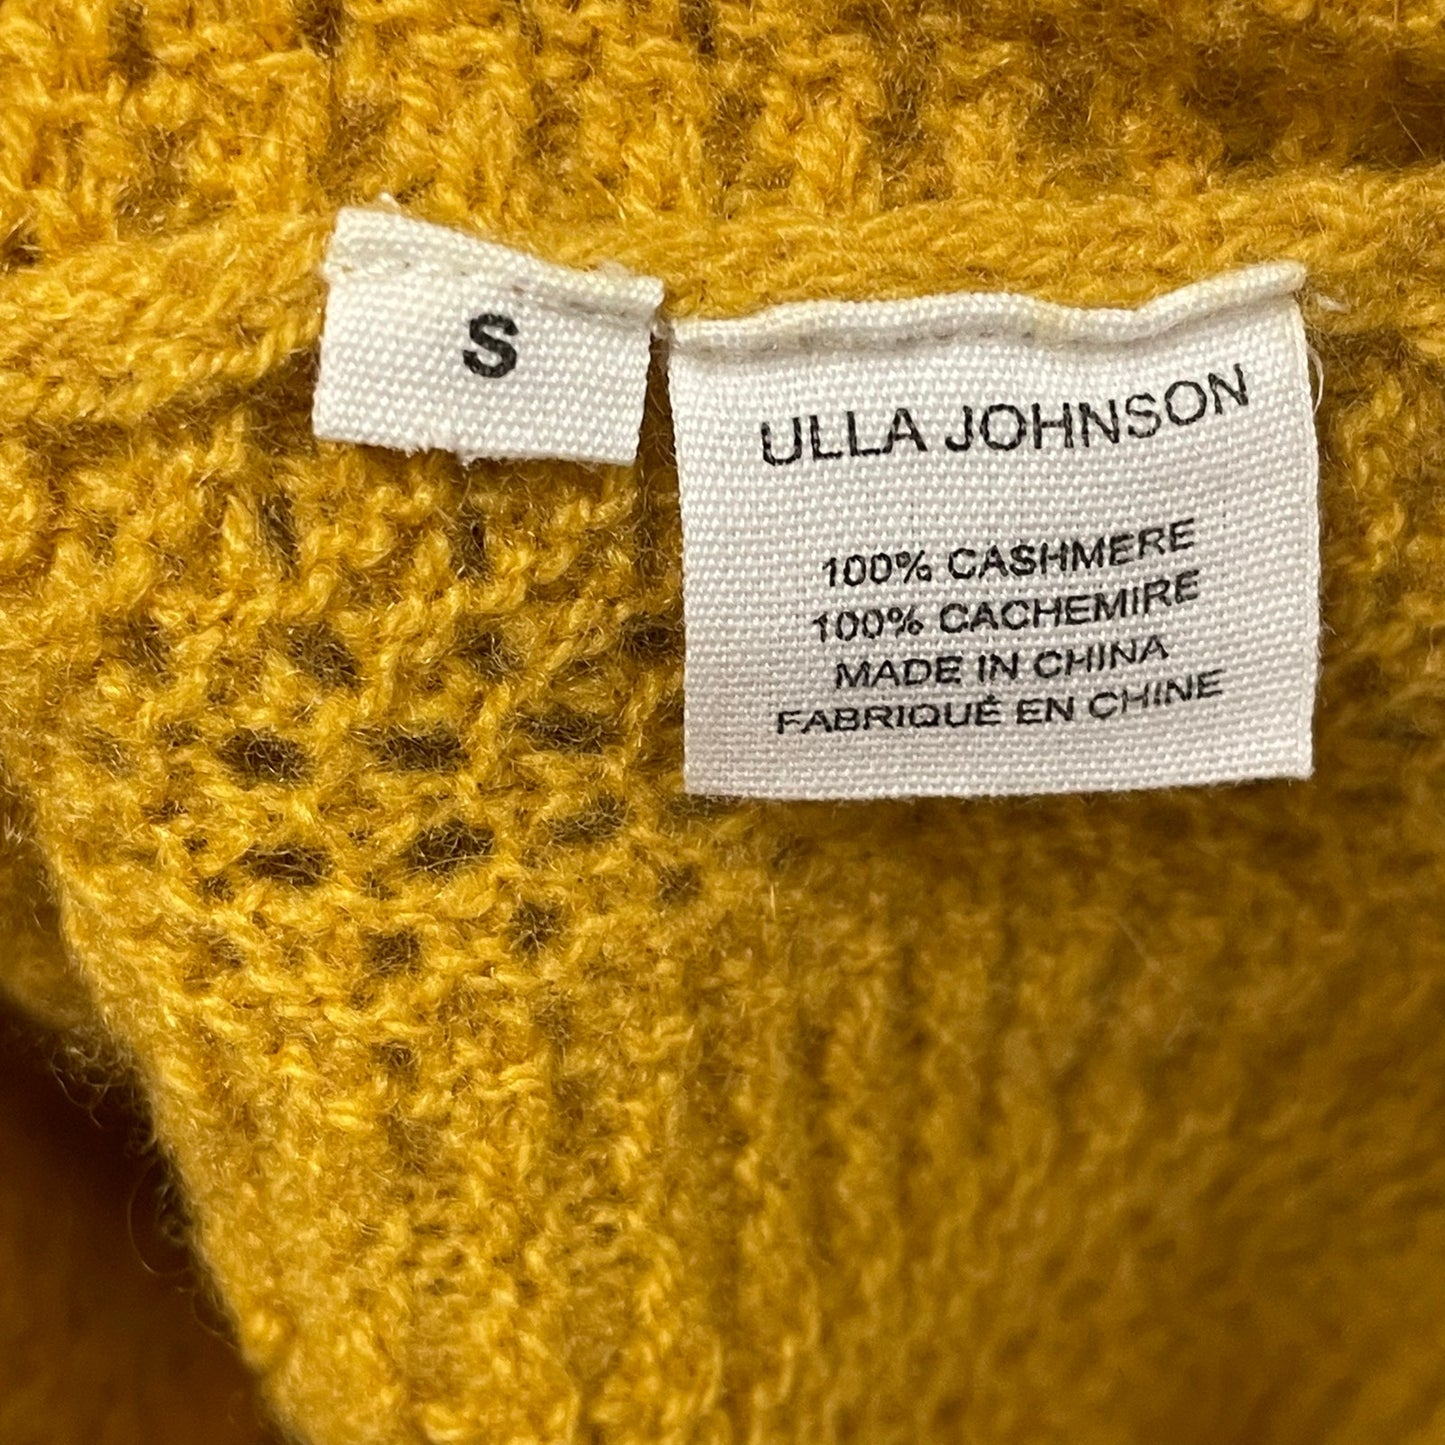 S
ULLA JOHNSON
100% CASHMERE
100% CACHEMIRE
MADE IN CHINA
FABRIQUÉ EN CHINE